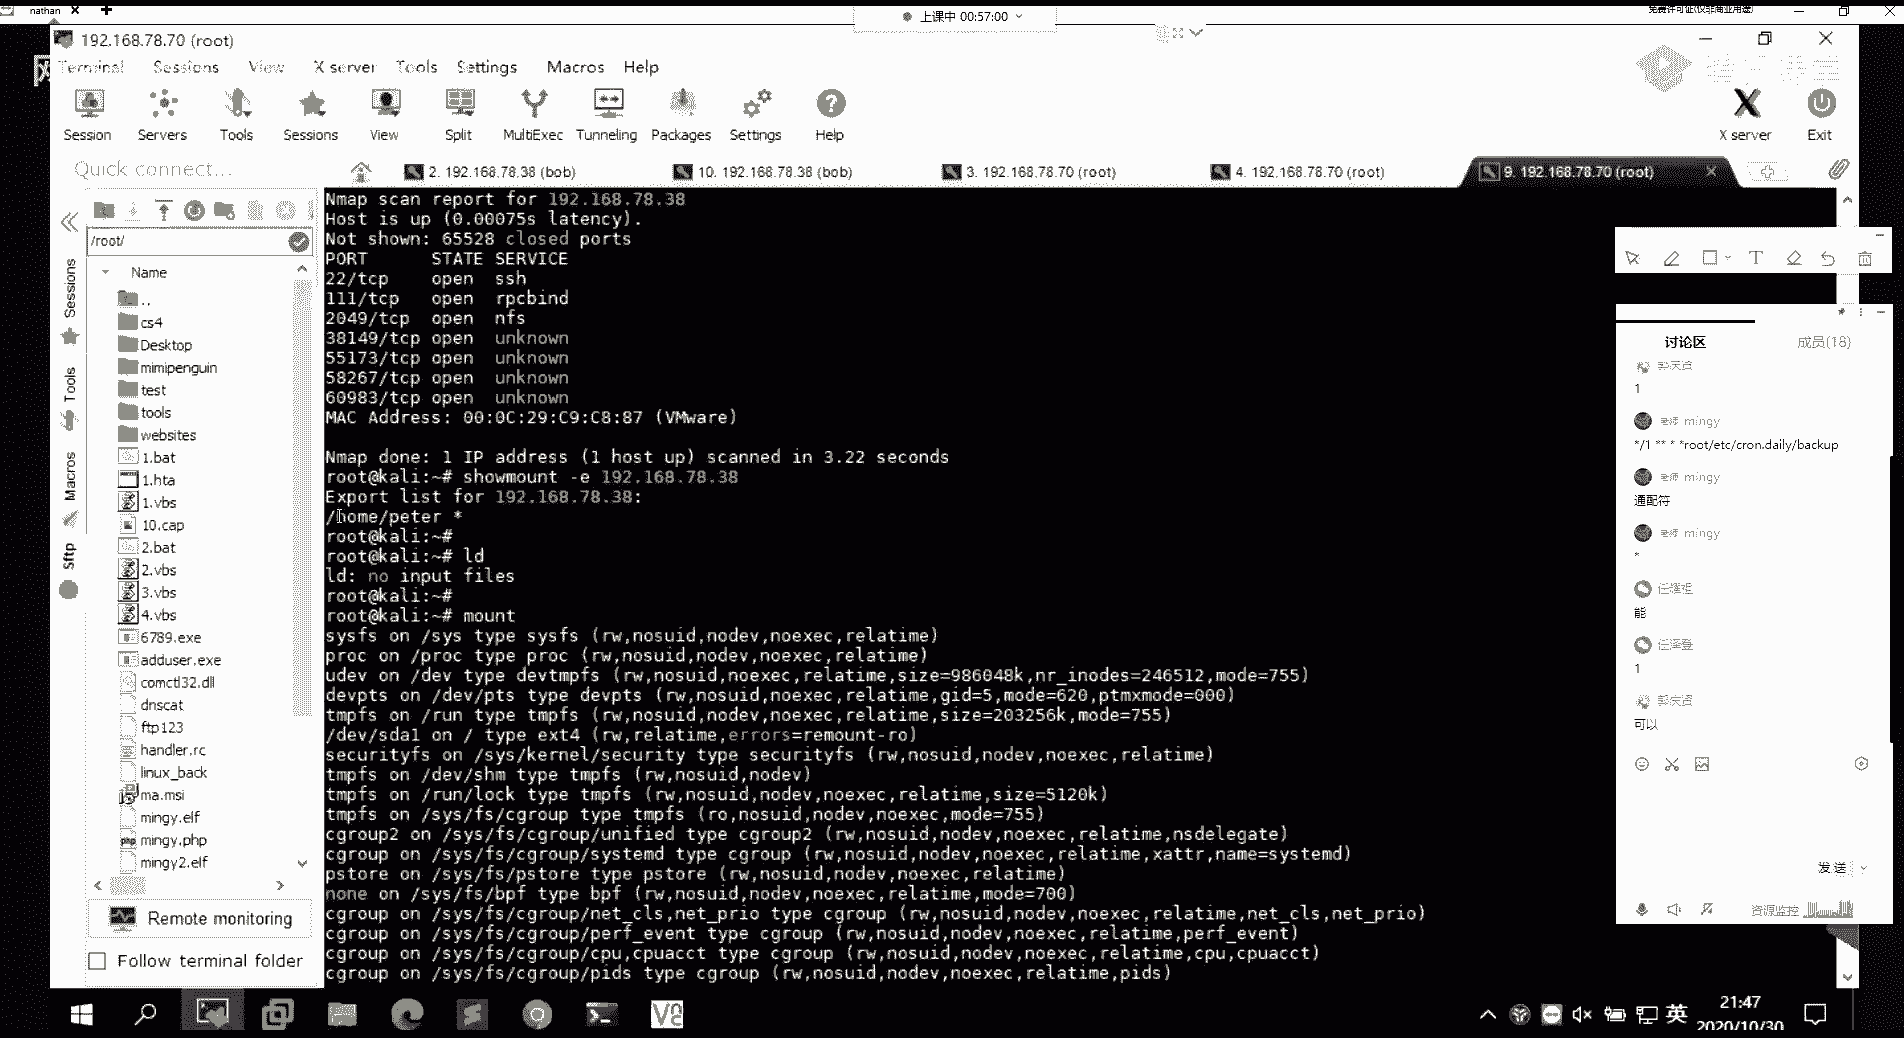 nathan
上课中 00:57:00
免费许可证(仅非商业用途)
192.168.78.70 (root)
Terminal Sessions View X server Tools Settings Macros Help
Session Servers Tools Sessions View Split MultiExec Tunneling Packages Settings Help
X server Exit
Quick connect...
2. 192.168.78.38 (bob)
10. 192.168.78.38 (bob)
3. 192.168.78.70 (root)
4. 192.168.78.70 (root)
9. 192.168.78.70 (root)
Sessions
Tools
Macros
Sftp
/root/
Name
..
cs4
Desktop
mimipenguin
test
tools
websites
1.bat
1.hta
1.vbs
10.cap
2.bat
2.vbs
3.vbs
4.vbs
6789.exe
adduser.exe
comctl32.dll
dnscat
ftp123
handler.rc
linux_back
ma.msi
mingy.elf
mingy.php
mingy2.elf
Remote monitoring
Follow terminal folder
Nmap scan report for 192.168.78.38
Host is up (0.00075s latency).
Not shown: 65528 closed ports
PORT STATE SERVICE
22/tcp open ssh
111/tcp open rpcbind
2049/tcp open nfs
38149/tcp open unknown
55173/tcp open unknown
58267/tcp open unknown
60983/tcp open unknown
MAC Address: 00:0C:29:C9:C8:87 (VMware)
Nmap done: 1 IP address (1 host up) scanned in 3.22 seconds
root@kali:~# showmount -e 192.168.78.38
Export list for 192.168.78.38:
/home/peter *
root@kali:~#
root@kali:~# ld
ld: no input files
root@kali:~#
root@kali:~# mount
sysfs on /sys type sysfs (rw,nosuid,nodev,noexec,relatime)
proc on /proc type proc (rw,nosuid,nodev,noexec,relatime)
udev on /dev type devtmpfs (rw,nosuid,noexec,relatime,size=986048k,nr_inodes=246512,mode=755)
devpts on /dev/pts type devpts (rw,nosuid,noexec,relatime,gid=5,mode=620,ptmxmode=000)
tmpfs on /run type tmpfs (rw,nosuid,noexec,relatime,size=203256k,mode=755)
/dev/sda1 on / type ext4 (rw,relatime,errors=remount-ro)
securityfs on /sys/kernel/security type securityfs (rw,nosuid,nodev,noexec,relatime)
tmpfs on /dev/shm type tmpfs (rw,nosuid,nodev)
tmpfs on /run/lock type tmpfs (rw,nosuid,nodev,noexec,relatime,size=5120k)
tmpfs on /sys/fs/cgroup type tmpfs (ro,nosuid,nodev,noexec,mode=755)
cgroup2 on /sys/fs/cgroup/unified type cgroup2 (rw,nosuid,nodev,noexec,relatime,nsdelegate)
cgroup on /sys/fs/cgroup/systemd type cgroup (rw,nosuid,nodev,noexec,relatime,xattr,name=systemd)
pstore on /sys/fs/pstore type pstore (rw,nosuid,nodev,noexec,relatime)
none on /sys/fs/bpf type bpf (rw,nosuid,nodev,noexec,relatime,mode=700)
cgroup on /sys/fs/cgroup/net_cls,net_prio type cgroup (rw,nosuid,nodev,noexec,relatime,net_cls,net_prio)
cgroup on /sys/fs/cgroup/perf_event type cgroup (rw,nosuid,nodev,noexec,relatime,perf_event)
cgroup on /sys/fs/cgroup/cpu,cpuacct type cgroup (rw,nosuid,nodev,noexec,relatime,cpu,cpuacct)
cgroup on /sys/fs/cgroup/pids type cgroup (rw,nosuid,nodev,noexec,relatime,pids)
讨论区 成员(18)
1
老师 mingy
*/1 ** * *root/etc/cron.daily/backup
老师 mingy
通配符
老师 mingy
*
能
1
可以
发送
资源监控
英
21:47
2020/10/30